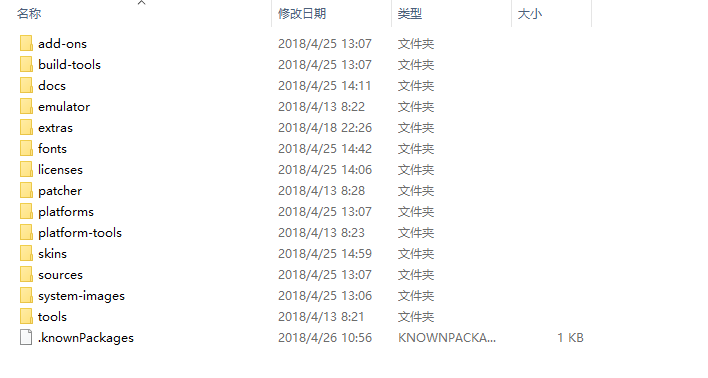 名称 修改日期 类型 大小
add-ons 2018/4/25 13:07 文件夹
build-tools 2018/4/25 13:07 文件夹
docs 2018/4/25 14:11 文件夹
emulator 2018/4/13 8:22 文件夹
extras 2018/4/18 22:26 文件夹
fonts 2018/4/25 14:42 文件夹
licenses 2018/4/25 14:06 文件夹
patcher 2018/4/13 8:28 文件夹
platforms 2018/4/25 13:07 文件夹
platform-tools 2018/4/13 8:23 文件夹
skins 2018/4/25 14:59 文件夹
sources 2018/4/25 13:07 文件夹
system-images 2018/4/25 13:06 文件夹
tools 2018/4/13 8:21 文件夹
.knownPackages 2018/4/26 10:56 KNOWNPACKA... 1 KB